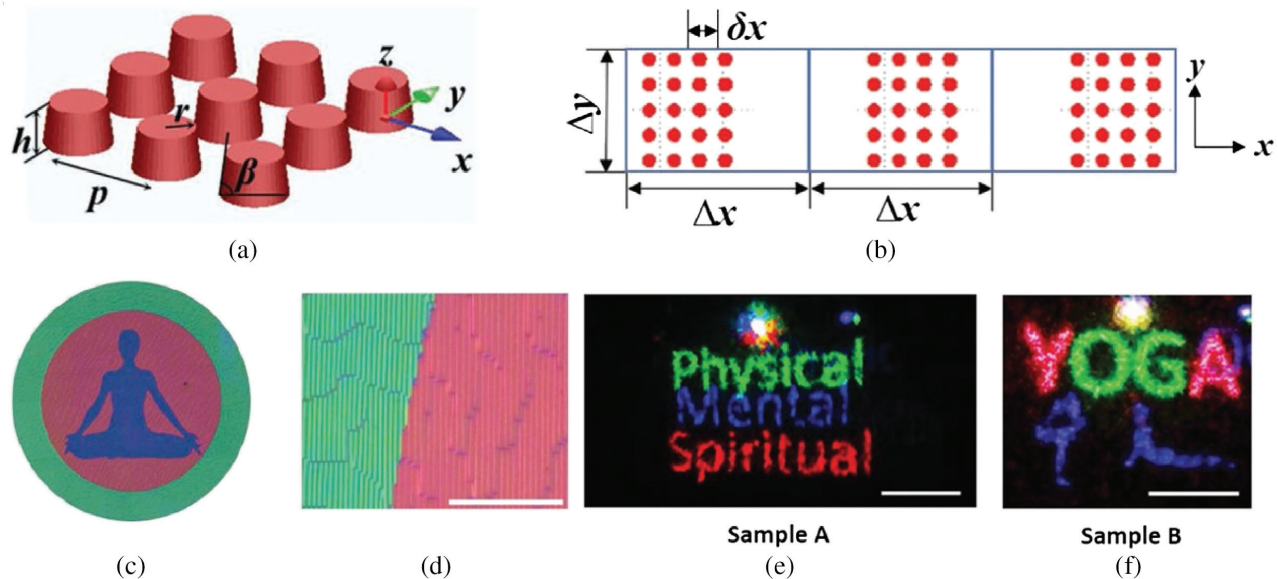 h
r
p
β
z
y
x
(a)
δx
Δy
Δx
Δx
y
x
(b)
(c)
(d)
Physical
Mental
Spiritual
Sample A
(e)
YOGA
Sample B
(f)